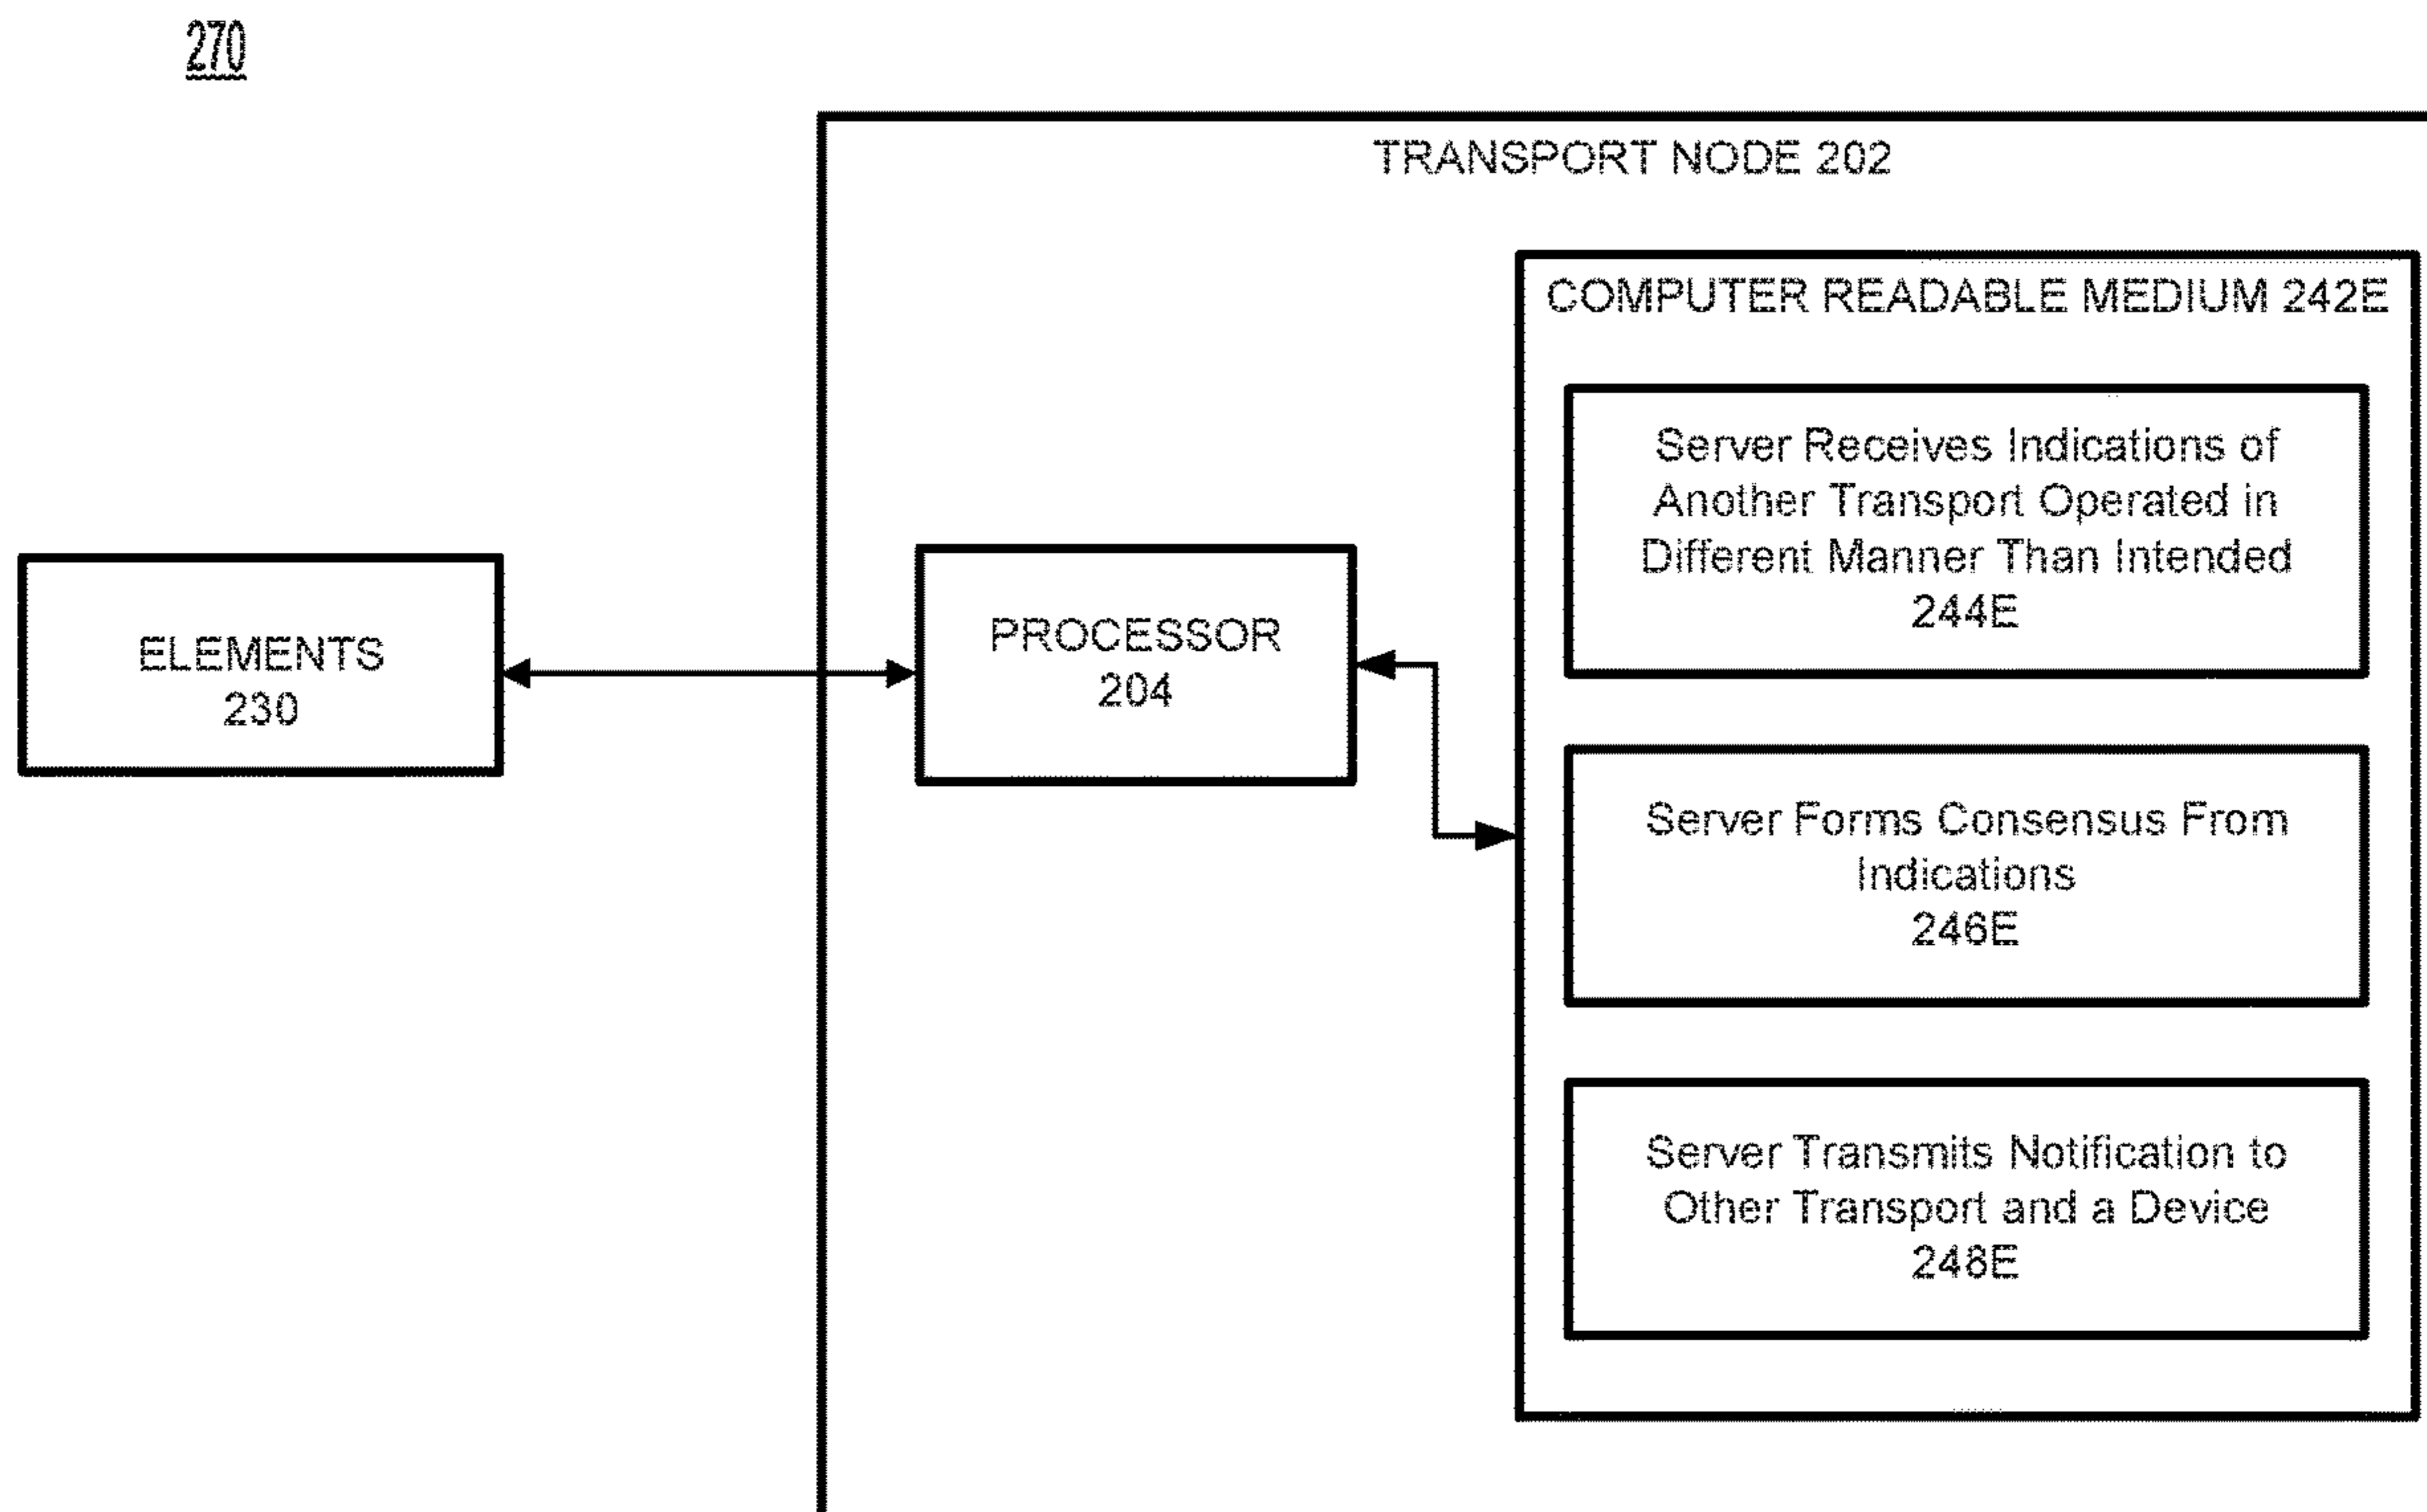 270
TRANSPORT NODE 202
COMPUTER READABLE MEDIUM 242E
Server Receives Indications of
Another Transport Operated in
Different Manner Than Intended
244E
ELEMENTS
230
PROCESSOR
204
Server Forms Consensus From
Indications
246E
Server Transmits Notification to
Other Transport and a Device
248E